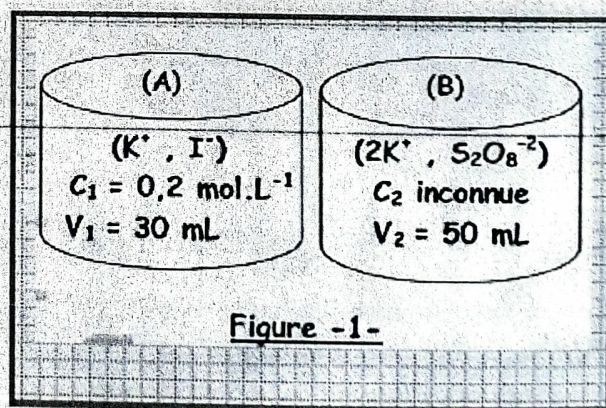 (A)
(K⁺ , I⁻)
C₁ = 0,2 mol.L⁻¹
V₁ = 30 mL
(B)
(2K⁺ , S₂O₈⁻²)
C₂ inconnue
V₂ = 50 mL
Figure -1-